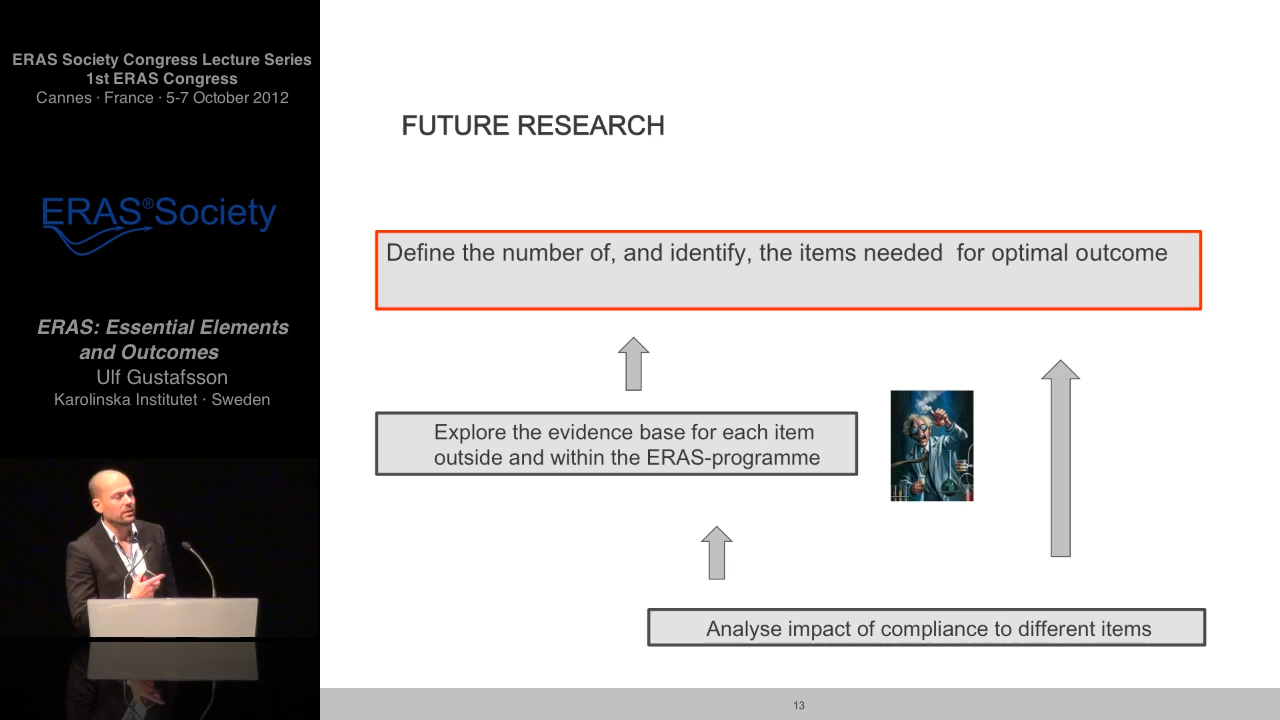 ERAS Society Congress Lecture Series
1st ERAS Congress
Cannes · France · 5-7 October 2012
ERAS®Society
ERAS: Essential Elements
and Outcomes
Ulf Gustafsson
Karolinska Institutet · Sweden
FUTURE RESEARCH
Define the number of, and identify, the items needed  for optimal outcome
Explore the evidence base for each item
outside and within the ERAS-programme
Analyse impact of compliance to different items
13